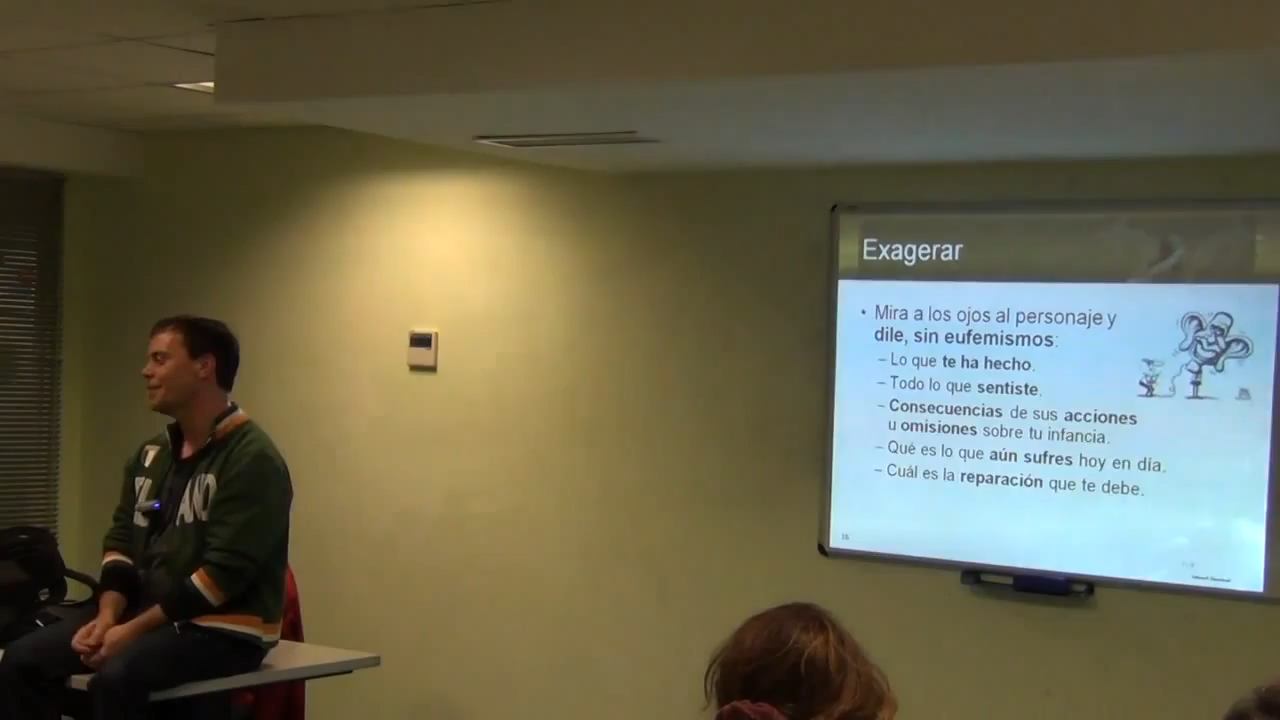 Exagerar
• Mira a los ojos al personaje y
dile, sin eufemismos:
– Lo que te ha hecho.
– Todo lo que sentiste.
– Consecuencias de sus acciones
u omisiones sobre tu infancia.
– Qué es lo que aún sufres hoy en día.
– Cuál es la reparación que te debe.